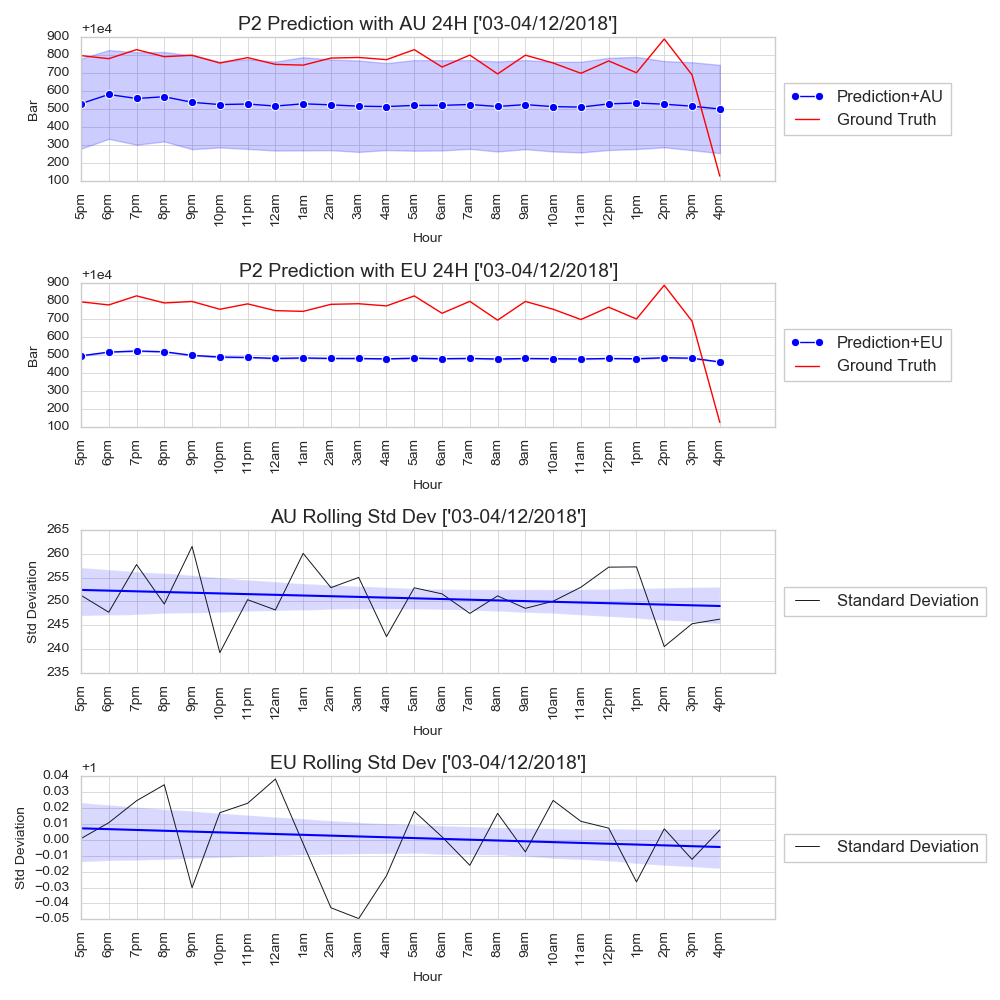 P2 Prediction with AU 24H ['03-04/12/2018']
+1e4
900
800
700
600
500
400
300
200
100
Bar
5pm 6pm 7pm 8pm 9pm 10pm 11pm 12am 1am 2am 3am 4am 5am 6am 7am 8am 9am 10am 11am 12pm 1pm 2pm 3pm 4pm
Hour
Prediction+AU
Ground Truth
P2 Prediction with EU 24H ['03-04/12/2018']
+1e4
900
800
700
600
500
400
300
200
100
Bar
5pm 6pm 7pm 8pm 9pm 10pm 11pm 12am 1am 2am 3am 4am 5am 6am 7am 8am 9am 10am 11am 12pm 1pm 2pm 3pm 4pm
Hour
Prediction+EU
Ground Truth
AU Rolling Std Dev ['03-04/12/2018']
265
260
255
250
245
240
235
Std Deviation
5pm 6pm 7pm 8pm 9pm 10pm 11pm 12am 1am 2am 3am 4am 5am 6am 7am 8am 9am 10am 11am 12pm 1pm 2pm 3pm 4pm
Hour
Standard Deviation
EU Rolling Std Dev ['03-04/12/2018']
+1
0.04
0.03
0.02
0.01
0.00
−0.01
−0.02
−0.03
−0.04
−0.05
Std Deviation
5pm 6pm 7pm 8pm 9pm 10pm 11pm 12am 1am 2am 3am 4am 5am 6am 7am 8am 9am 10am 11am 12pm 1pm 2pm 3pm 4pm
Hour
Standard Deviation